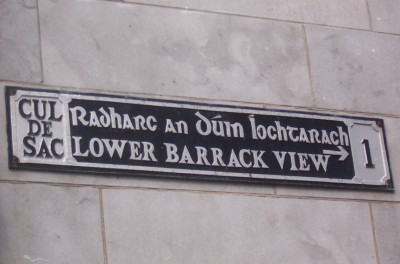 CUL
DE
SAC
Radharc an Dúin Íochtarach
LOWER BARRACK VIEW →
1